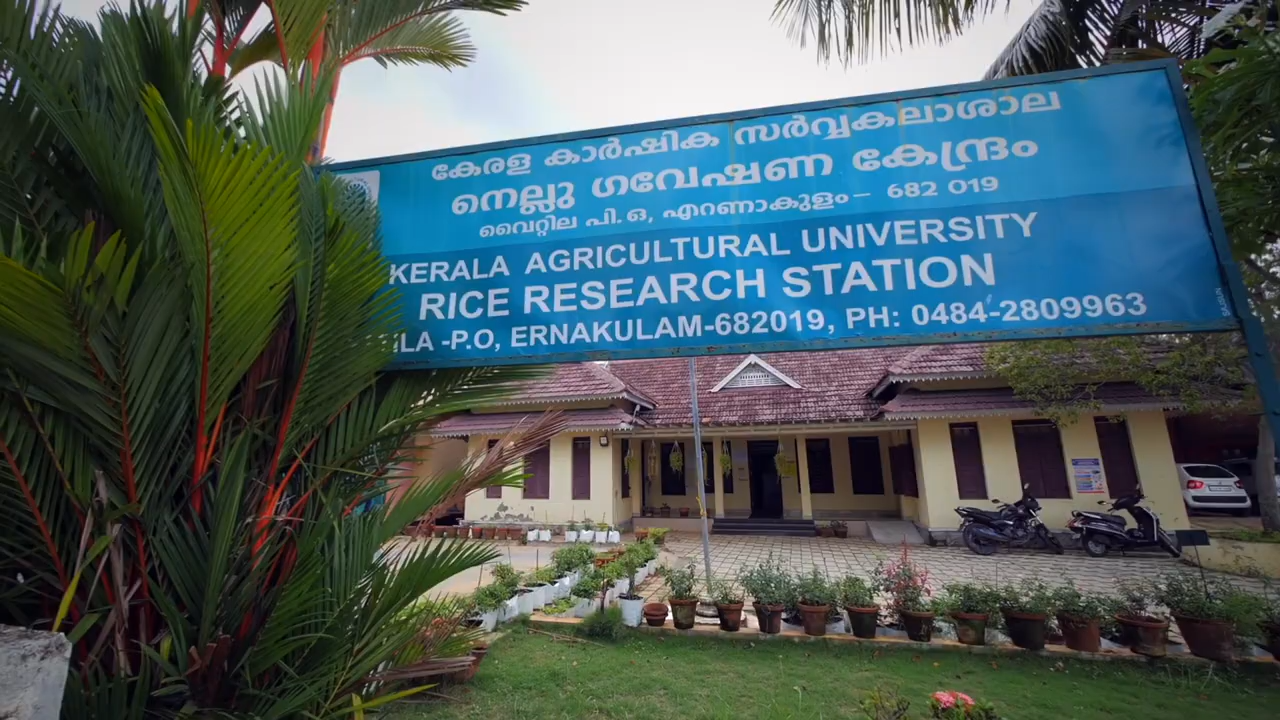 കേരള കാർഷിക സർവ്വകലാശാല
നെല്ലു ഗവേഷണ കേന്ദ്രം
വൈറ്റില പി.ഒ, എറണാകുളം – 682 019
KERALA AGRICULTURAL UNIVERSITY
RICE RESEARCH STATION
-P.O, ERNAKULAM-682019, PH: 0484-2809963